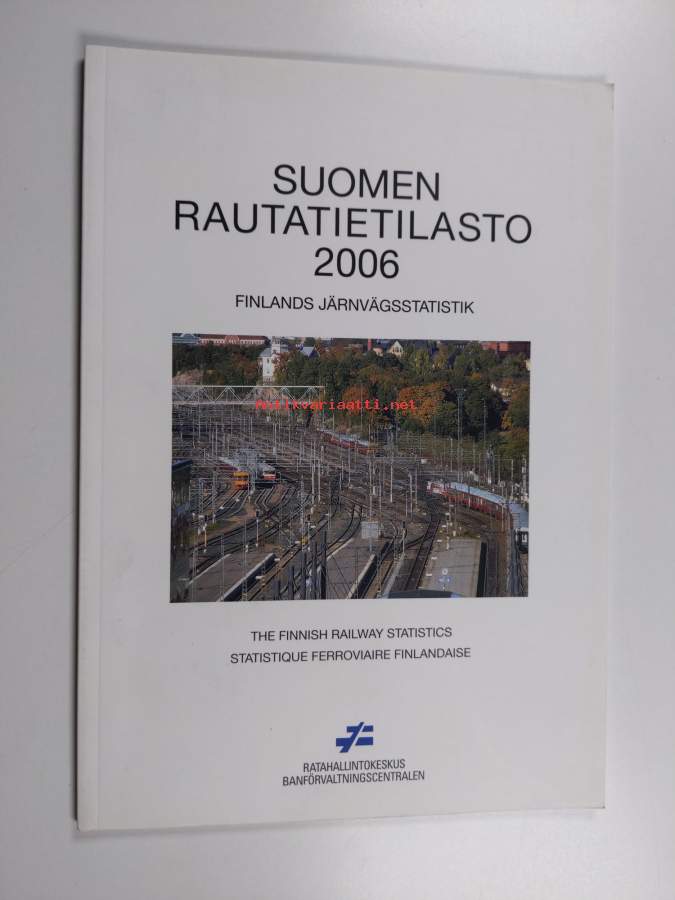 SUOMEN
RAUTATIETILASTO
2006
FINLANDS JÄRNVÄGSSTATISTIK
antikvariaatti.net
THE FINNISH RAILWAY STATISTICS
STATISTIQUE FERROVIAIRE FINLANDAISE
RATAHALLINTOKESKUS
BANFÖRVALTNINGSCENTRALEN